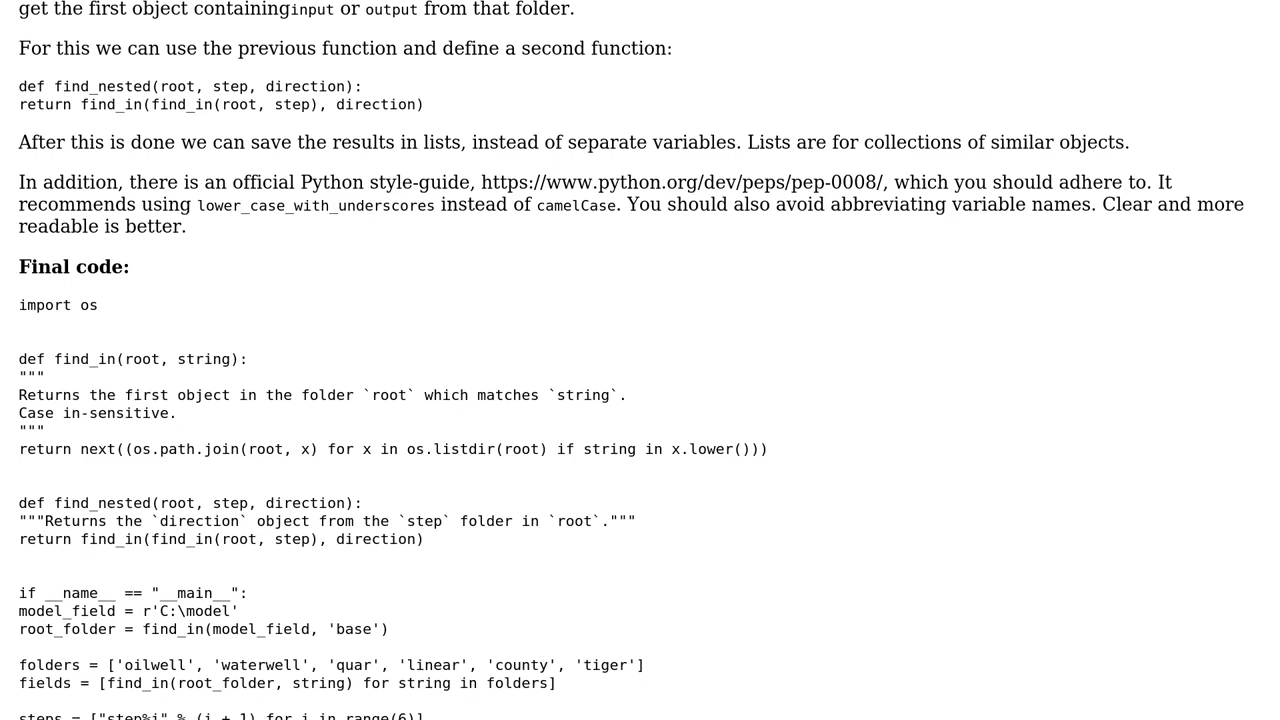 get the first object containinginput or output from that folder.
For this we can use the previous function and define a second function:
def find_nested(root, step, direction):
return find_in(find_in(root, step), direction)
After this is done we can save the results in lists, instead of separate variables. Lists are for collections of similar objects.
In addition, there is an official Python style-guide, https://www.python.org/dev/peps/pep-0008/, which you should adhere to. It
recommends using lower_case_with_underscores instead of camelCase. You should also avoid abbreviating variable names. Clear and more
readable is better.
Final code:
import os
def find_in(root, string):
"""
Returns the first object in the folder `root` which matches `string`.
Case in-sensitive.
"""
return next((os.path.join(root, x) for x in os.listdir(root) if string in x.lower()))
def find_nested(root, step, direction):
"""Returns the `direction` object from the `step` folder in `root`."""
return find_in(find_in(root, step), direction)
if __name__ == "__main__":
model_field = r'C:\model'
root_folder = find_in(model_field, 'base')
folders = ['oilwell', 'waterwell', 'quar', 'linear', 'county', 'tiger']
fields = [find_in(root_folder, string) for string in folders]
steps = ["step%i" % (i + 1) for i in range(6)]